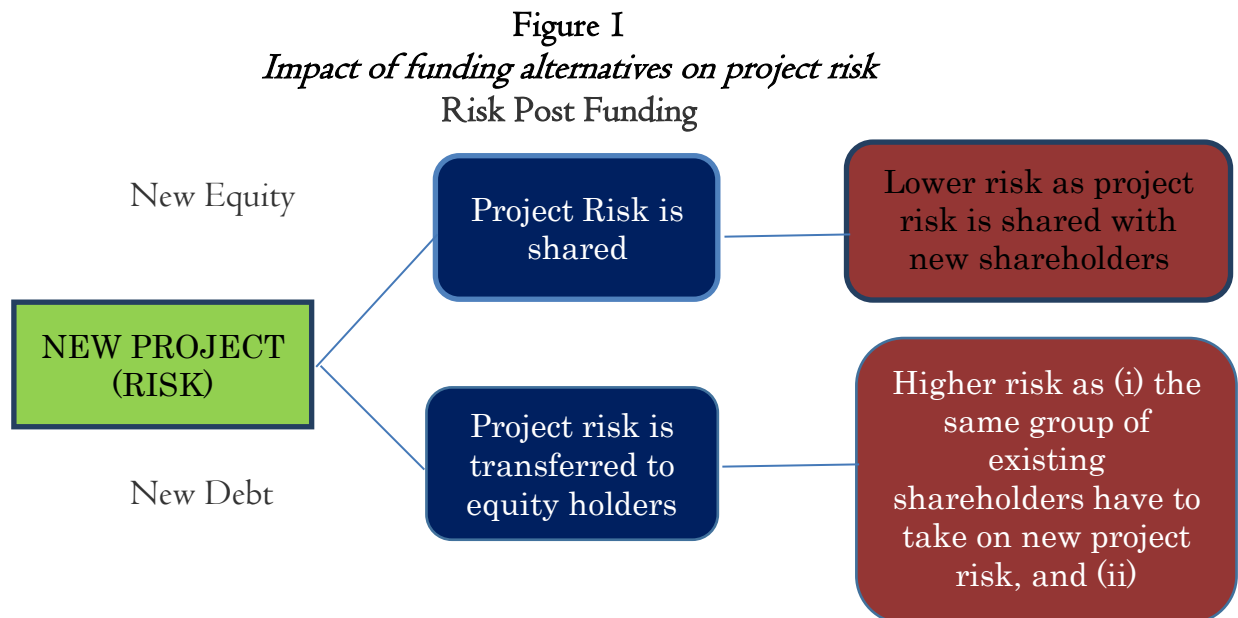 Figure 1
Impact of funding alternatives on project risk
Risk Post Funding
New Equity
Project Risk is
shared
Lower risk as project
risk is shared with
new shareholders
NEW PROJECT
(RISK)
New Debt
Project risk is
transferred to
equity holders
Higher risk as (i) the
same group of
existing
shareholders have to
take on new project
risk, and (ii)